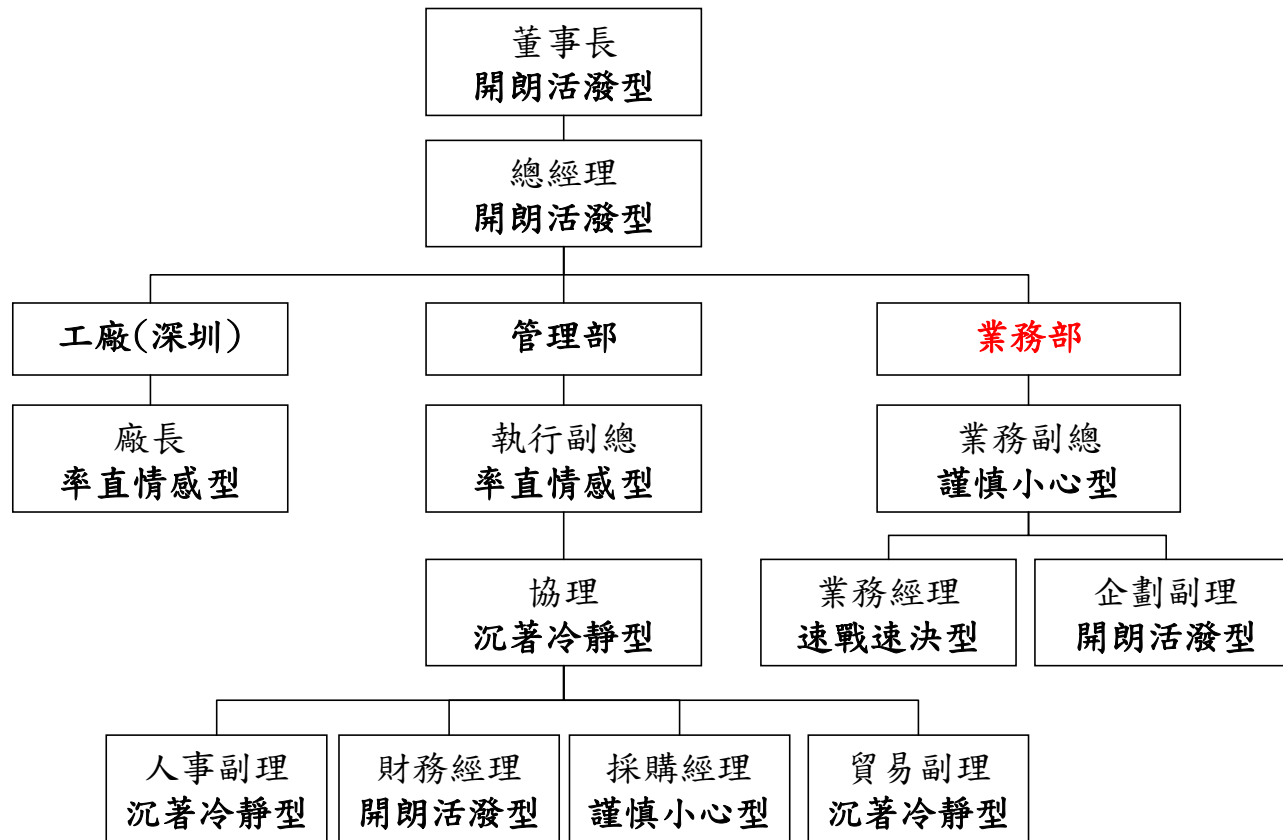 董事長
開朗活潑型
總經理
開朗活潑型
工廠(深圳)
管理部
業務部
廠長
率直情感型
執行副總
率直情感型
業務副總
謹慎小心型
協理
沉著冷靜型
業務經理
速戰速決型
企劃副理
開朗活潑型
人事副理
沉著冷靜型
財務經理
開朗活潑型
採購經理
謹慎小心型
貿易副理
沉著冷靜型